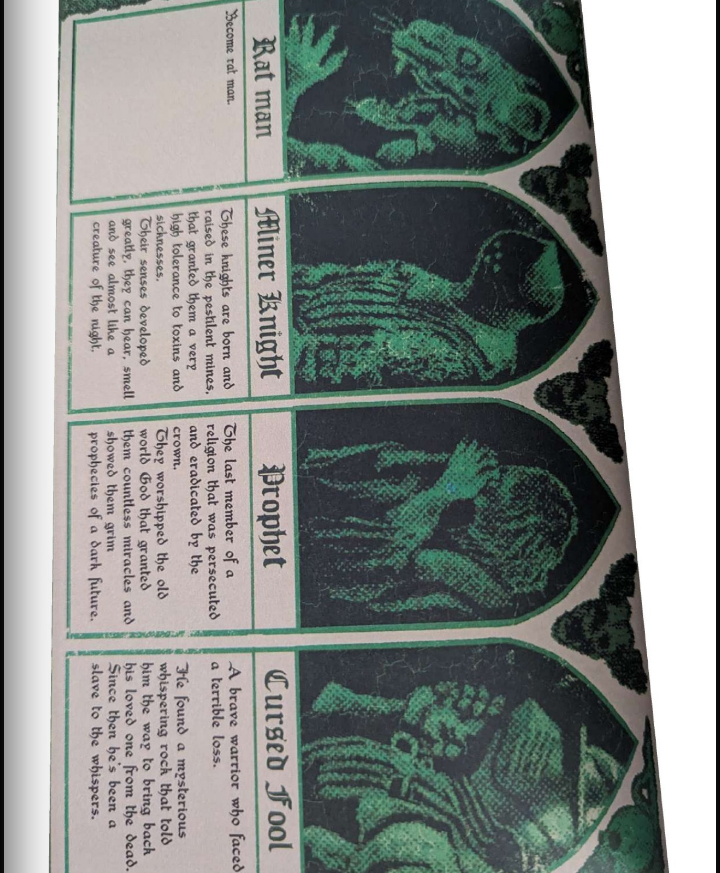 Rat man
Become rat man.
Miner Knight
These knights are born and
raised in the pestilent mines,
that granted them a very
high tolerance to toxins and
sicknesses.
Their senses developed
greatly, they can hear, smell
and see almost like a
creature of the night.
Prophet
The last member of a
religion that was persecuted
and eradicated by the
crown.
They worshipped the old
world God that granted
them countless miracles and
showed them grim
prophecies of a dark future.
Cursed Fool
A brave warrior who faced
a terrible loss.
He found a mysterious
whispering rock that told
him the way to bring back
his loved one from the dead.
Since then he's been a
slave to the whispers.